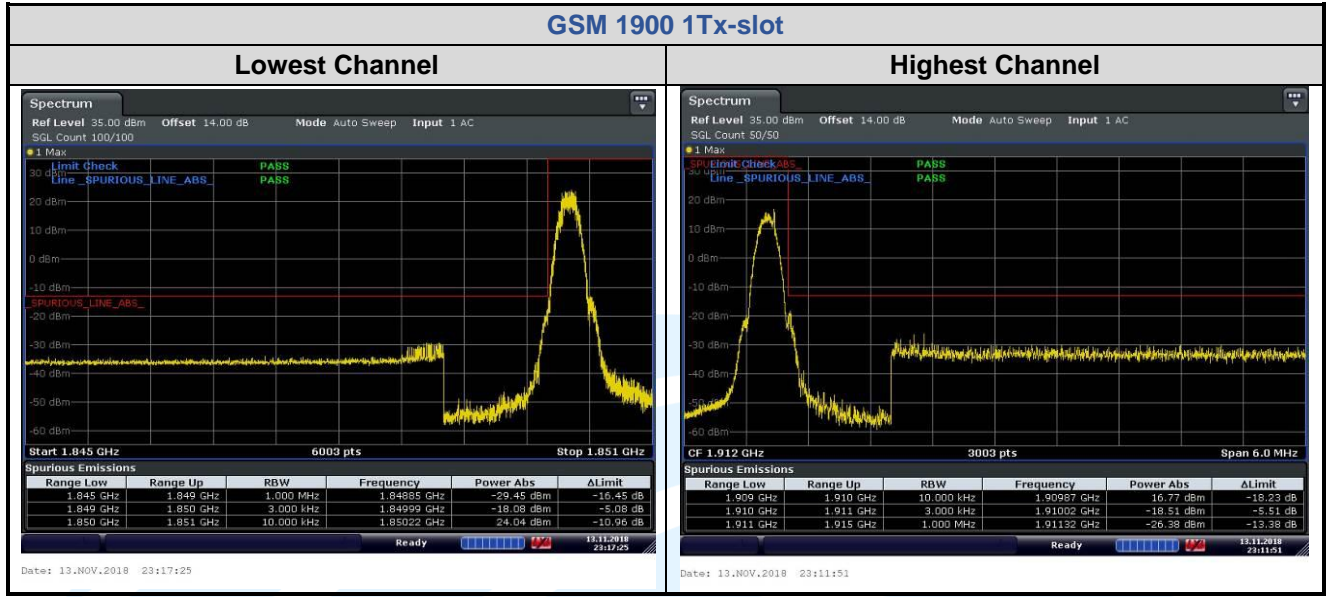 GSM 1900 1Tx-slot
Lowest Channel
Highest Channel
Spectrum
Ref Level 35.00 dBm Offset 14.00 dB Mode Auto Sweep Input 1 AC
SGL Count 100/100
1 Max
Limit Check PASS
30 dBm
Line _SPURIOUS_LINE_ABS_ PASS
20 dBm
10 dBm
0 dBm
-10 dBm
_SPURIOUS_LINE_ABS_
-20 dBm
-30 dBm
-40 dBm
-50 dBm
-60 dBm
Start 1.845 GHz 6003 pts Stop 1.851 GHz
Spurious Emissions
Range Low Range Up RBW Frequency Power Abs ΔLimit
1.845 GHz 1.849 GHz 1.000 MHz 1.84885 GHz -29.45 dBm -16.45 dB
1.849 GHz 1.850 GHz 3.000 kHz 1.84999 GHz -18.08 dBm -5.08 dB
1.850 GHz 1.851 GHz 10.000 kHz 1.85022 GHz 24.04 dBm -10.96 dB
Ready 13.11.2018
23:17:25
Date: 13.NOV.2018 23:17:25
Spectrum
Ref Level 35.00 dBm Offset 14.00 dB Mode Auto Sweep Input 1 AC
SGL Count 50/50
1 Max
_SPURIOUS_LINE_ABS_
Limit Check PASS
30 dBm
Line _SPURIOUS_LINE_ABS_ PASS
20 dBm
10 dBm
0 dBm
-10 dBm
-20 dBm
-30 dBm
-40 dBm
-50 dBm
-60 dBm
CF 1.912 GHz 3003 pts Span 6.0 MHz
Spurious Emissions
Range Low Range Up RBW Frequency Power Abs ΔLimit
1.909 GHz 1.910 GHz 10.000 kHz 1.90987 GHz 16.77 dBm -18.23 dB
1.910 GHz 1.911 GHz 3.000 kHz 1.91002 GHz -18.51 dBm -5.51 dB
1.911 GHz 1.915 GHz 1.000 MHz 1.91132 GHz -26.38 dBm -13.38 dB
Ready 13.11.2018
23:11:51
Date: 13.NOV.2018 23:11:51